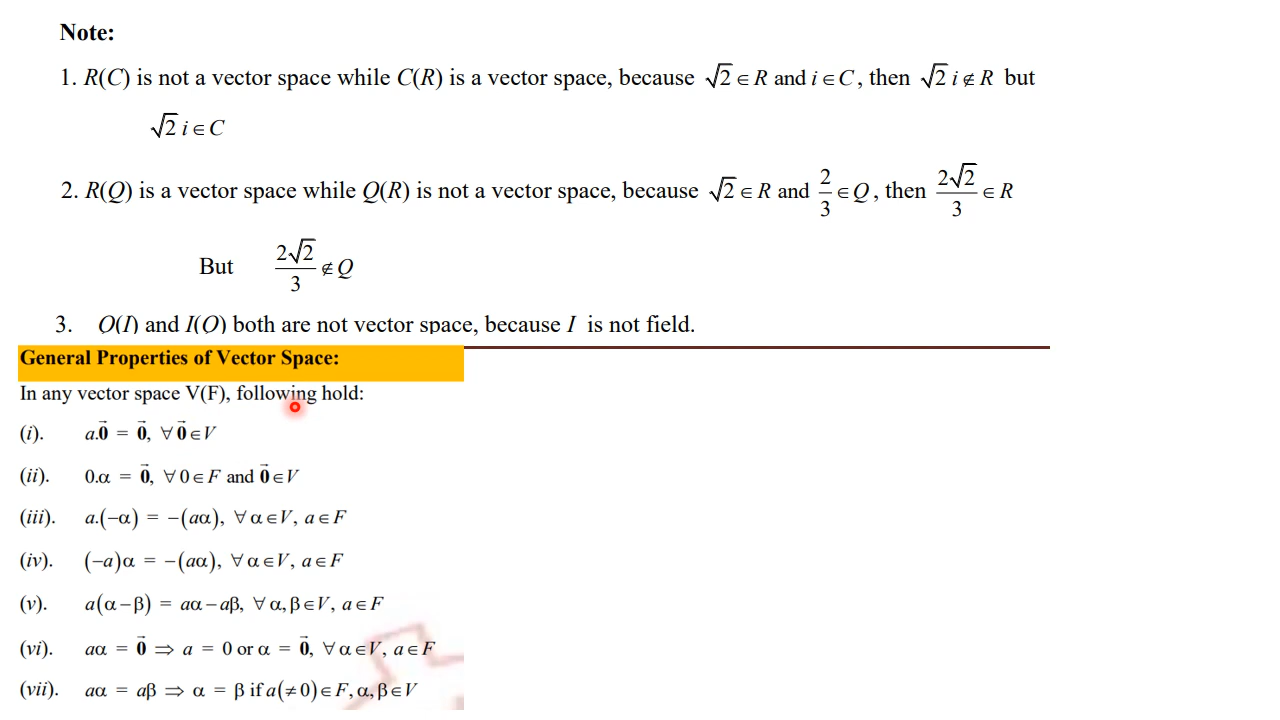 Note:
1. R(C) is not a vector space while C(R) is a vector space, because √2 ∈ R and i ∈ C, then √2 i ∉ R but
√2 i ∈ C
2. R(Q) is a vector space while Q(R) is not a vector space, because √2 ∈ R and 2/3 ∈ Q, then 2√2/3 ∈ R
But 2√2/3 ∉ Q
3. Q(I) and I(Q) both are not vector space, because I is not field.
General Properties of Vector Space:
In any vector space V(F), following hold:
(i). a.0⃗ = 0⃗, ∀ 0⃗ ∈ V
(ii). 0.α = 0⃗, ∀ 0 ∈ F and 0⃗ ∈ V
(iii). a.(−α) = −(aα), ∀ α ∈ V, a ∈ F
(iv). (−a)α = −(aα), ∀ α ∈ V, a ∈ F
(v). a(α − β) = aα − aβ, ∀ α, β ∈ V, a ∈ F
(vi). aα = 0⃗ ⇒ a = 0 or α = 0⃗, ∀ α ∈ V, a ∈ F
(vii). aα = aβ ⇒ α = β if a(≠ 0) ∈ F, α, β ∈ V